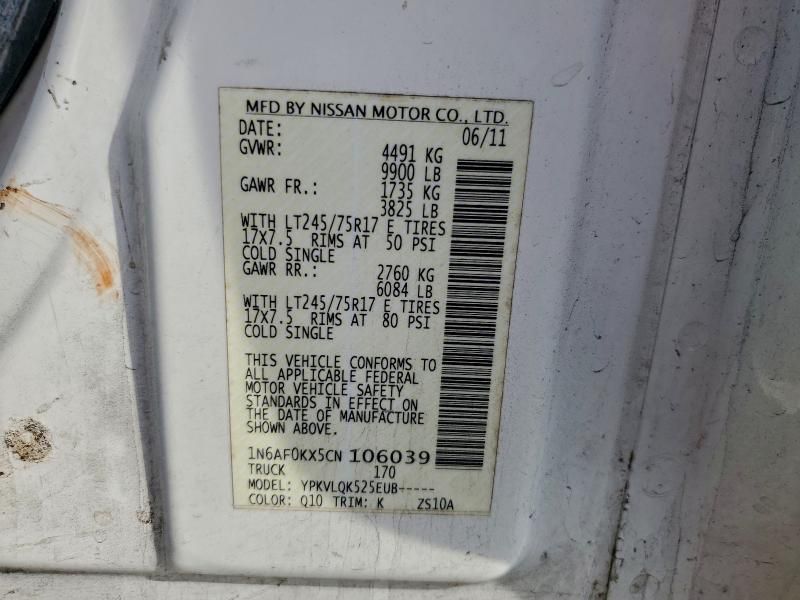 MFD BY NISSAN MOTOR CO., LTD.
DATE: 06/11
GVWR: 4491 KG
9900 LB
GAWR FR.: 1735 KG
3825 LB
WITH LT245/75R17 E TIRES
17X7.5 RIMS AT 50 PSI
COLD SINGLE
GAWR RR.: 2760 KG
6084 LB
WITH LT245/75R17 E TIRES
17X7.5 RIMS AT 80 PSI
COLD SINGLE
THIS VEHICLE CONFORMS TO
ALL APPLICABLE FEDERAL
MOTOR VEHICLE SAFETY
STANDARDS IN EFFECT ON
THE DATE OF MANUFACTURE
SHOWN ABOVE.
1N6AF0KX5CN 106039
TRUCK 170
MODEL: YPKVLQK525EUB-----
COLOR: Q10 TRIM: K ZS10A